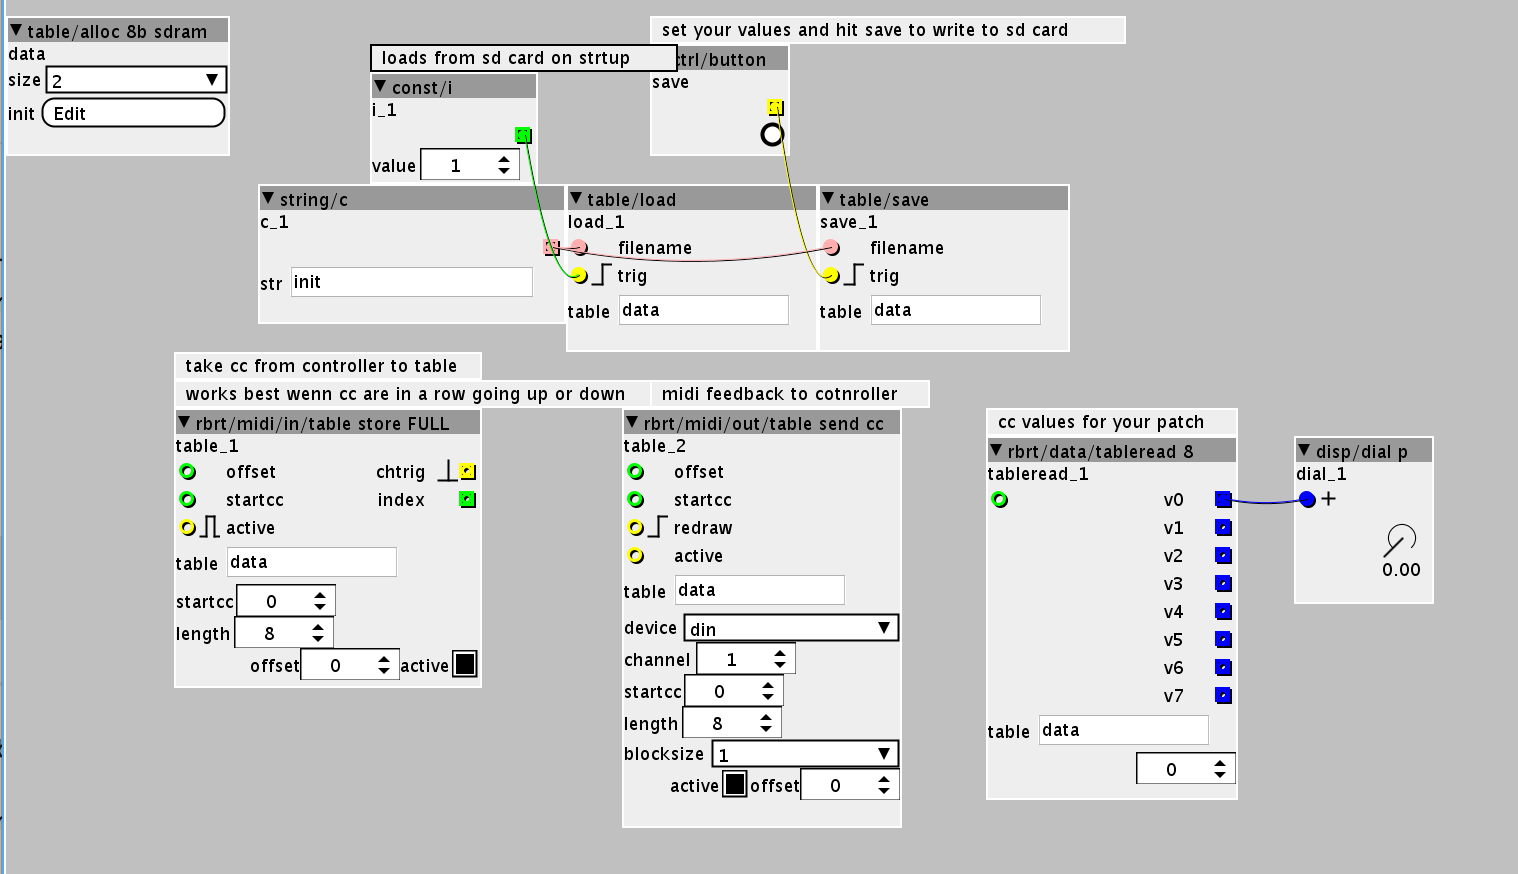 table/alloc 8b sdram
data
size 2
init Edit
set your values and hit save to write to sd card
loads from sd card on strtup
ctrl/button
save
const/i
i_1
value 1
string/c
c_1
str init
table/load
load_1
filename
trig
table data
table/save
save_1
filename
trig
table data
take cc from controller to table
works best wenn cc are in a row going up or down
rbrt/midi/in/table store FULL
table_1
offset chtrig
startcc index
active
table data
startcc 0
length 8
offset 0 active
midi feedback to cotnroller
rbrt/midi/out/table send cc
table_2
offset
startcc
redraw
active
table data
device din
channel 1
startcc 0
length 8
blocksize 1
active offset 0
cc values for your patch
rbrt/data/tableread 8
tableread_1
v0
v1
v2
v3
v4
v5
v6
v7
table data
0
disp/dial p
dial_1
+
0.00